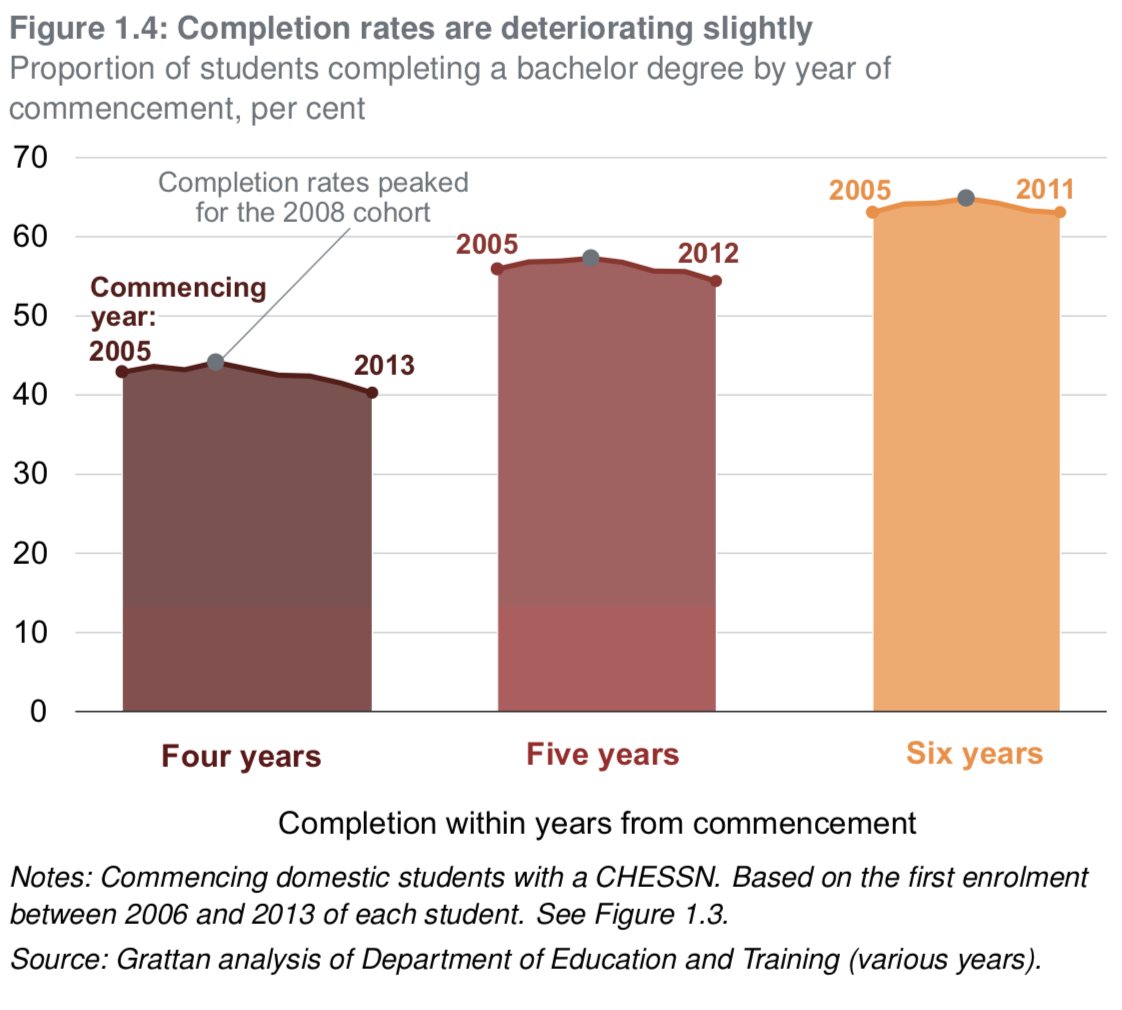 Figure 1.4: Completion rates are deteriorating slightly
Proportion of students completing a bachelor degree by year of
commencement, per cent
70
60
50
40
30
20
10
0
Completion rates peaked
for the 2008 cohort
Commencing
year:
2005
2013
2005
2012
2005
2011
Four years
Five years
Six years
Completion within years from commencement
Notes: Commencing domestic students with a CHESSN. Based on the first enrolment
between 2006 and 2013 of each student. See Figure 1.3.
Source: Grattan analysis of Department of Education and Training (various years).